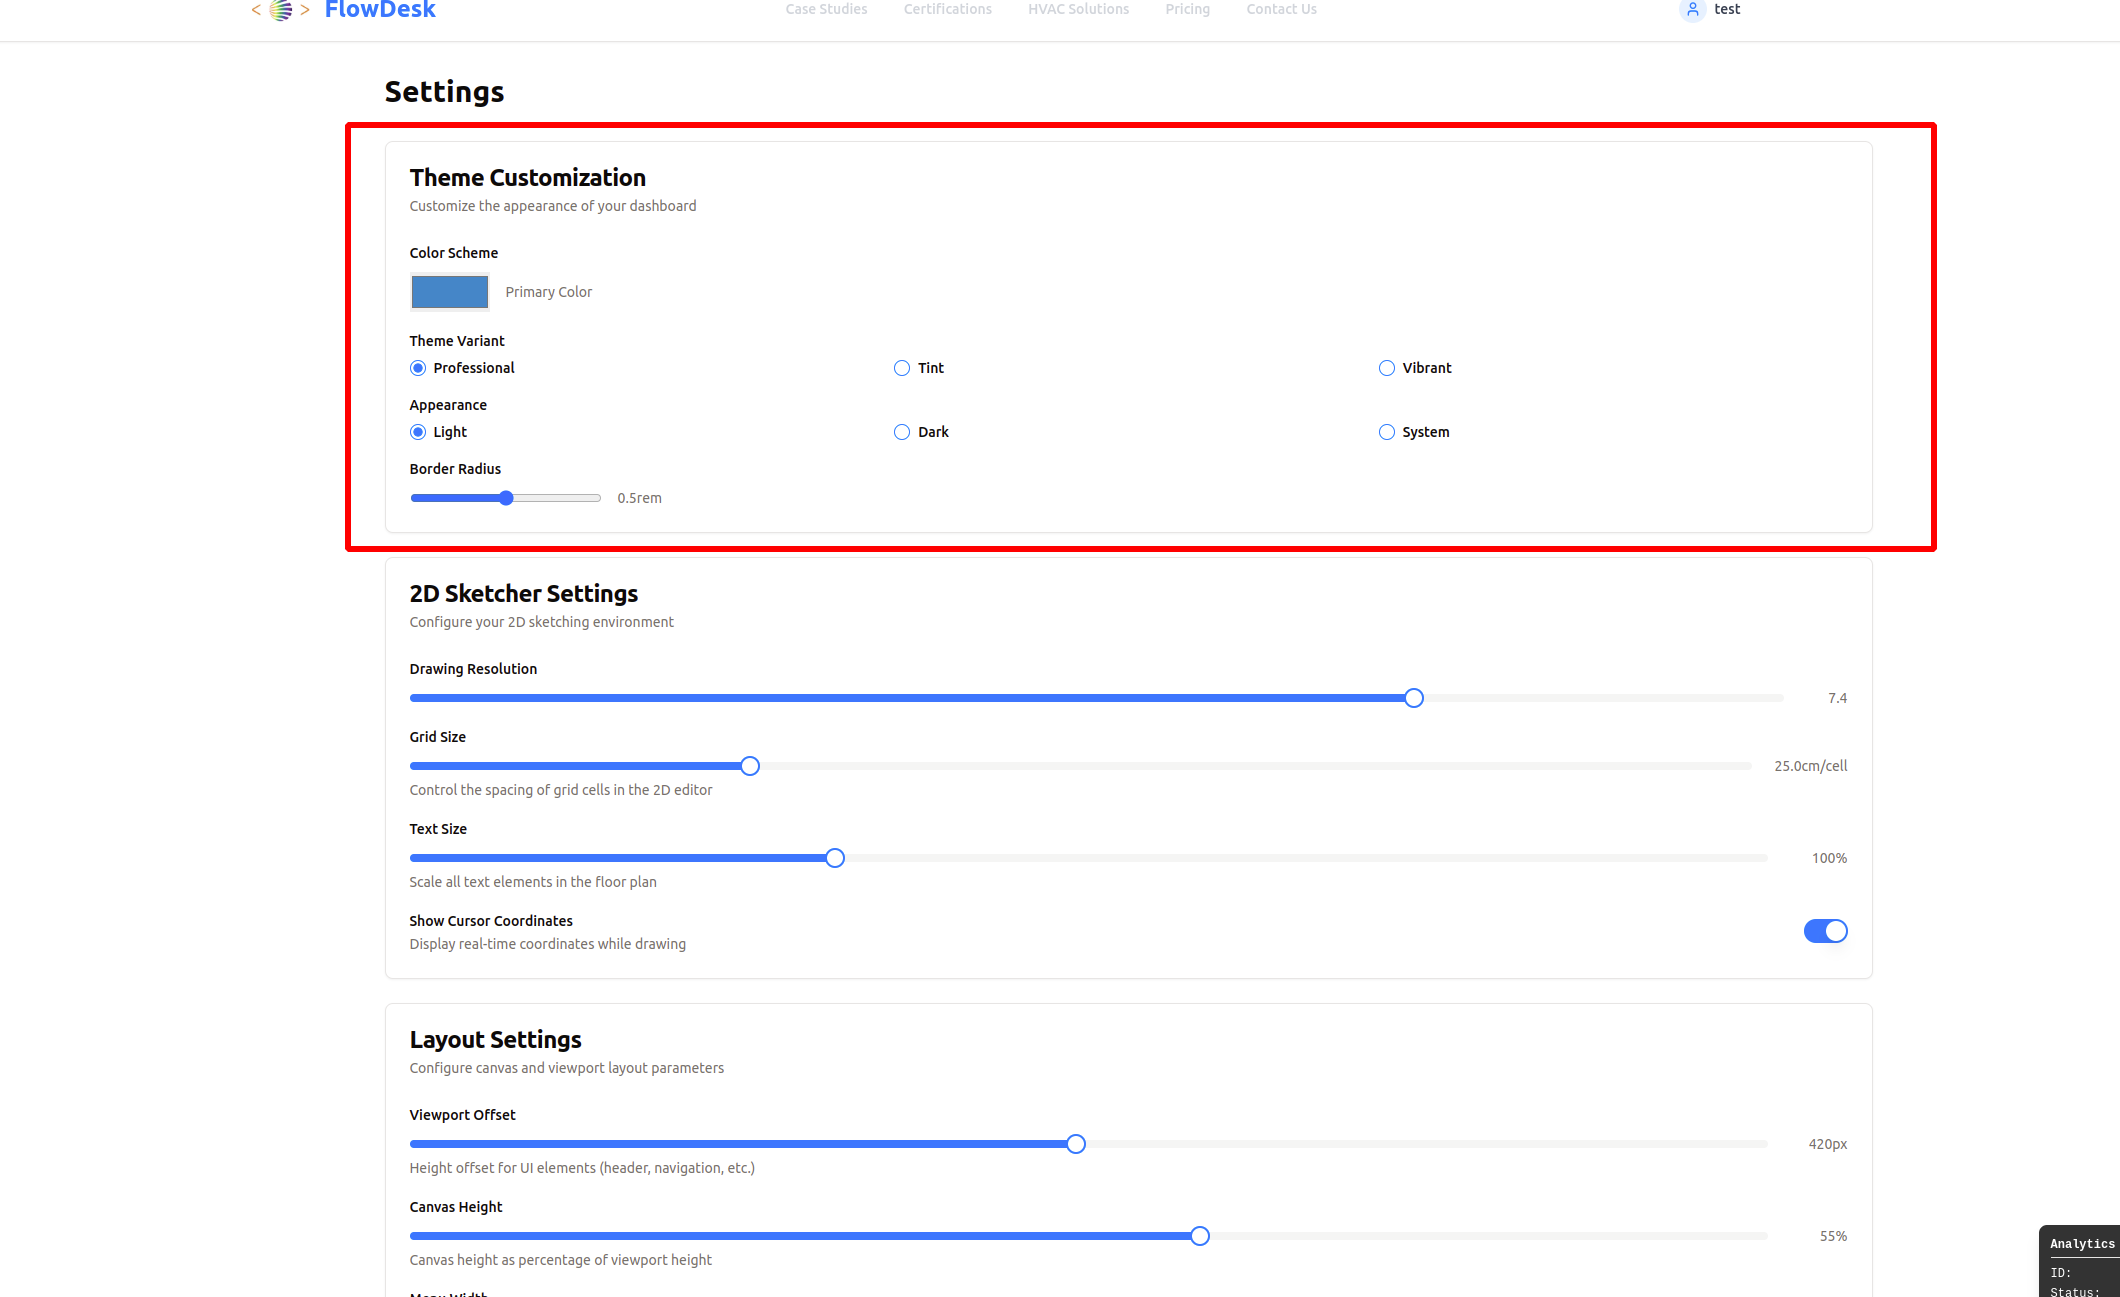 < > FlowDesk Case Studies Certifications HVAC Solutions Pricing Contact Us test
Settings
Theme Customization
Customize the appearance of your dashboard
Color Scheme
Primary Color
Theme Variant
Professional Tint Vibrant
Appearance
Light Dark System
Border Radius
0.5rem
2D Sketcher Settings
Configure your 2D sketching environment
Drawing Resolution
7.4
Grid Size
25.0cm/cell
Control the spacing of grid cells in the 2D editor
Text Size
100%
Scale all text elements in the floor plan
Show Cursor Coordinates
Display real-time coordinates while drawing
Layout Settings
Configure canvas and viewport layout parameters
Viewport Offset
420px
Height offset for UI elements (header, navigation, etc.)
Canvas Height
55%
Canvas height as percentage of viewport height
Menu Width
Analytics
ID:
Status: